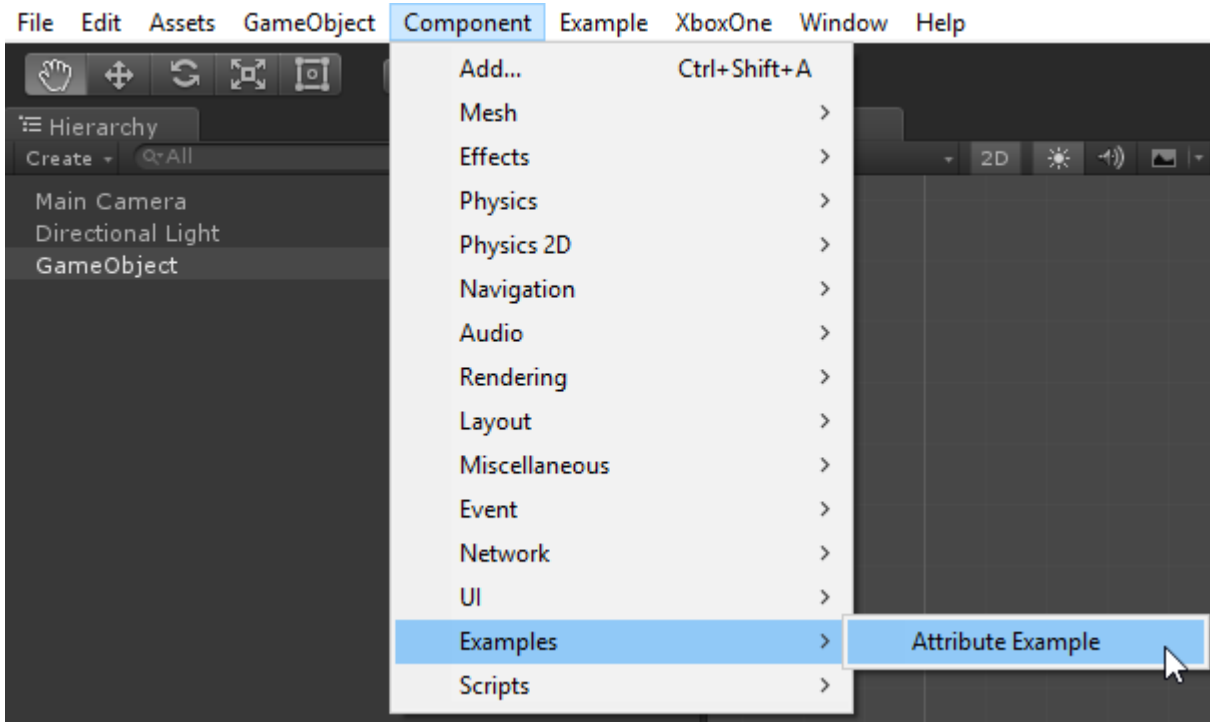 File Edit Assets GameObject Component Example XboxOne Window Help
Add... Ctrl+Shift+A
Mesh
Effects
Physics
Physics 2D
Navigation
Audio
Rendering
Layout
Miscellaneous
Event
Network
UI
Examples
Scripts
Attribute Example
Hierarchy
Create All
Main Camera
Directional Light
GameObject
2D